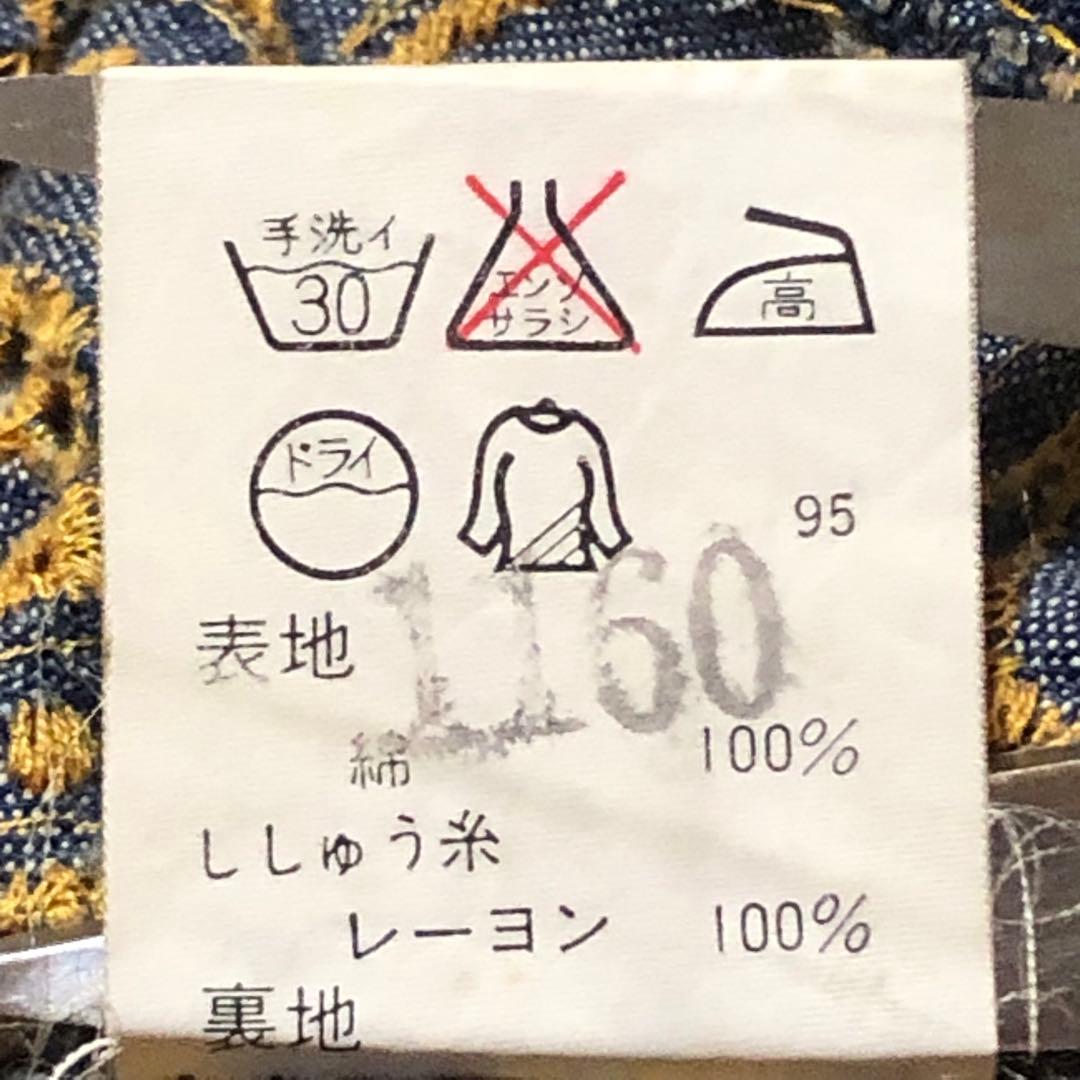 手洗イ
30
エンソ
サラシ
高
ドライ
95
1160
表地
綿 100%
ししゅう糸
レーヨン 100%
裏地